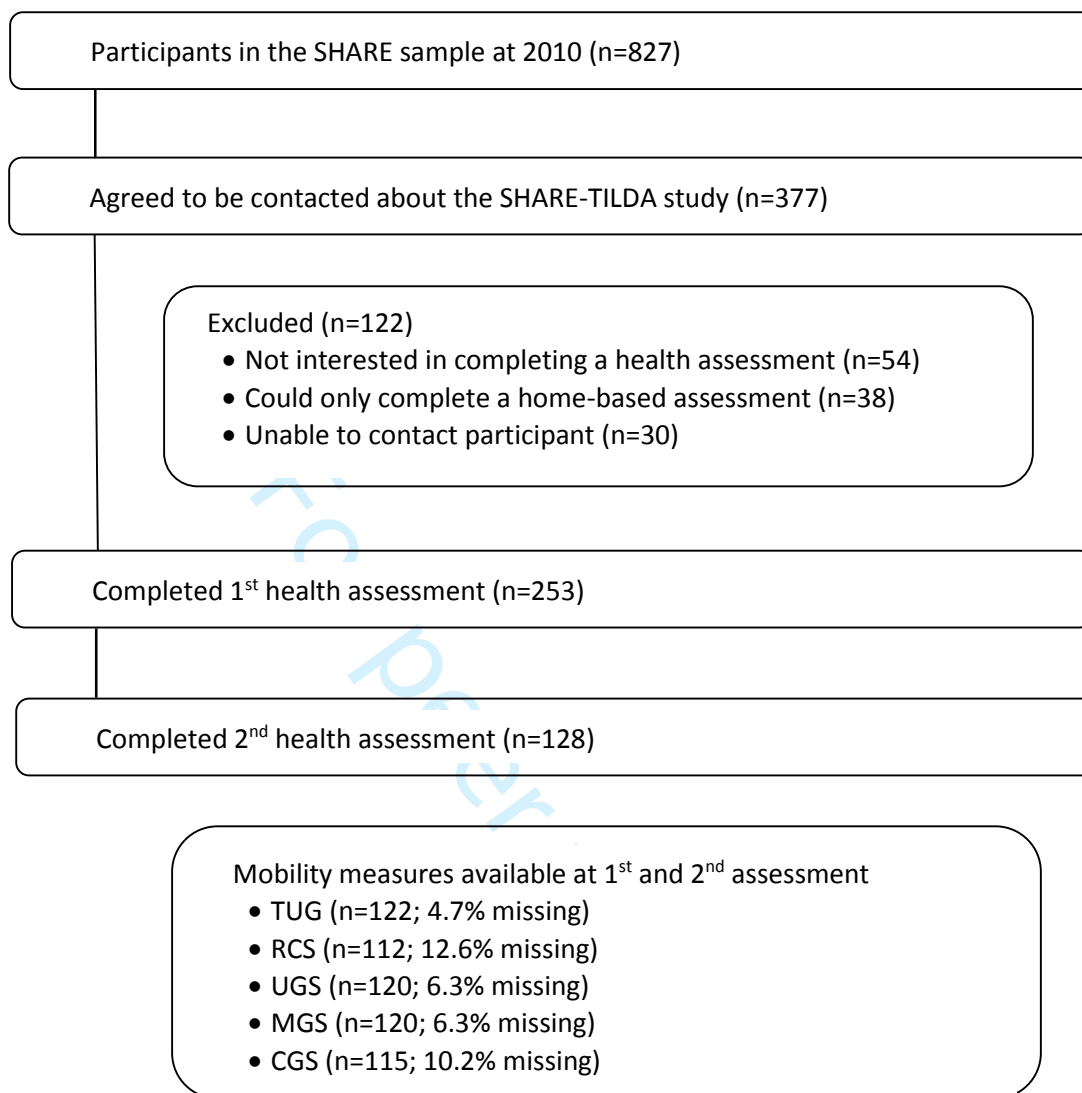 Participants in the SHARE sample at 2010 (n=827)
Agreed to be contacted about the SHARE-TILDA study (n=377)
Excluded (n=122)
• Not interested in completing a health assessment (n=54)
• Could only complete a home-based assessment (n=38)
• Unable to contact participant (n=30)
Completed 1st health assessment (n=253)
Completed 2nd health assessment (n=128)
Mobility measures available at 1st and 2nd assessment
• TUG (n=122; 4.7% missing)
• RCS (n=112; 12.6% missing)
• UGS (n=120; 6.3% missing)
• MGS (n=120; 6.3% missing)
• CGS (n=115; 10.2% missing)